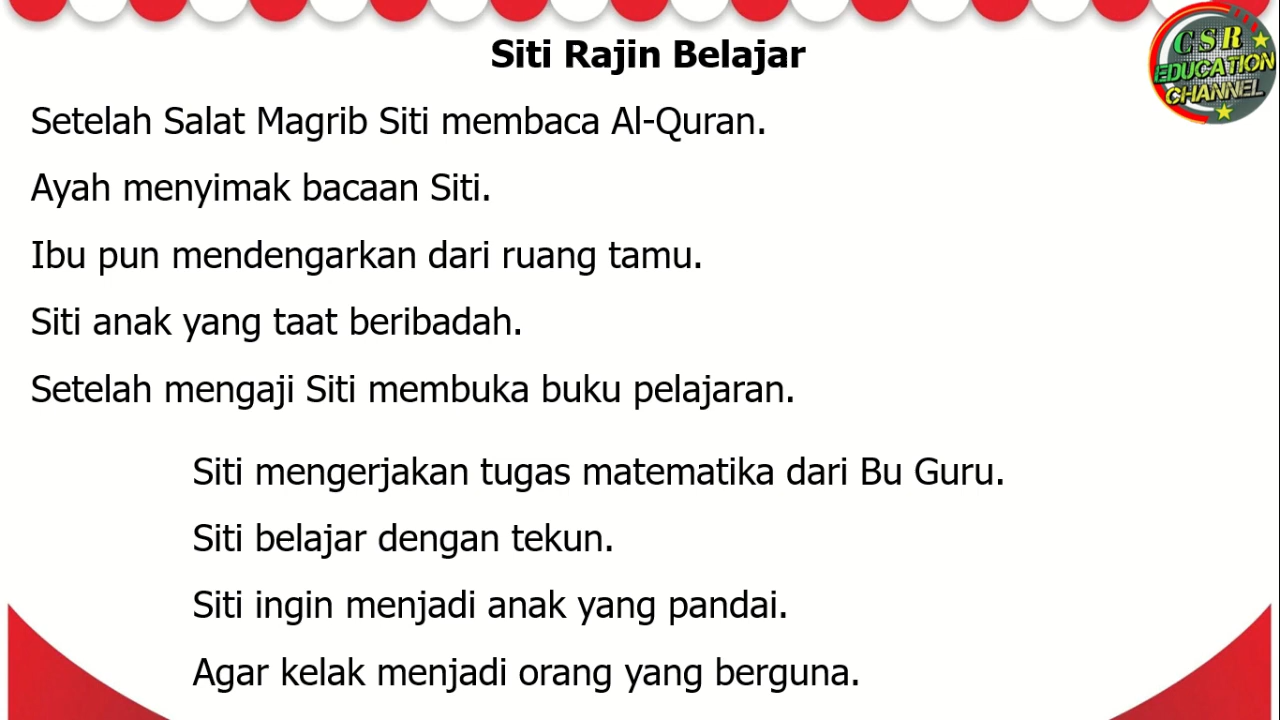 Siti Rajin Belajar
CSR
EDUCATION
CHANNEL
Setelah Salat Magrib Siti membaca Al-Quran.
Ayah menyimak bacaan Siti.
Ibu pun mendengarkan dari ruang tamu.
Siti anak yang taat beribadah.
Setelah mengaji Siti membuka buku pelajaran.
Siti mengerjakan tugas matematika dari Bu Guru.
Siti belajar dengan tekun.
Siti ingin menjadi anak yang pandai.
Agar kelak menjadi orang yang berguna.